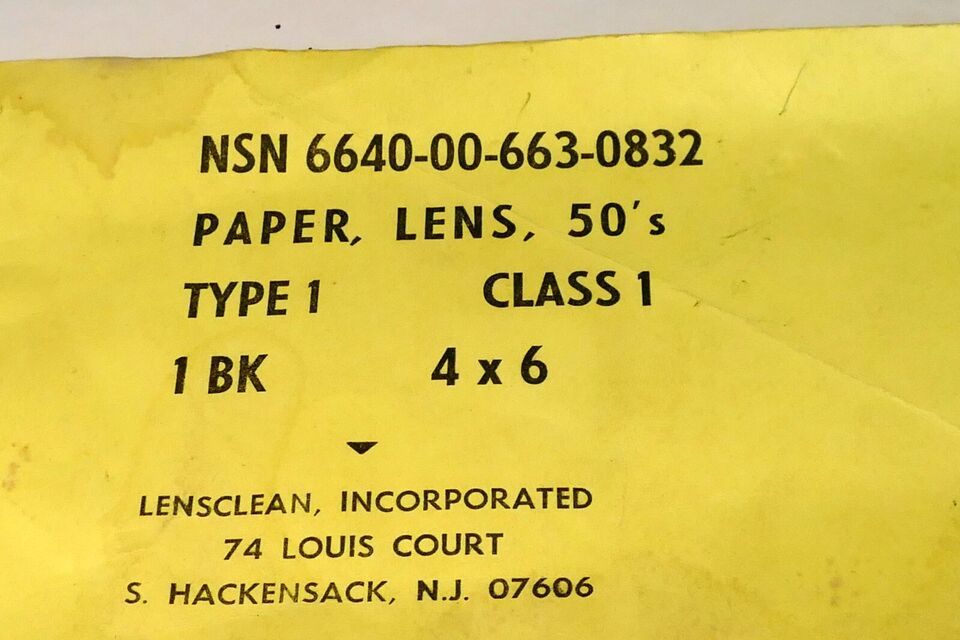 NSN 6640-00-663-0832
PAPER, LENS, 50's
TYPE 1 CLASS 1
1 BK 4 x 6
LENSCLEAN, INCORPORATED
74 LOUIS COURT
S. HACKENSACK, N.J. 07606